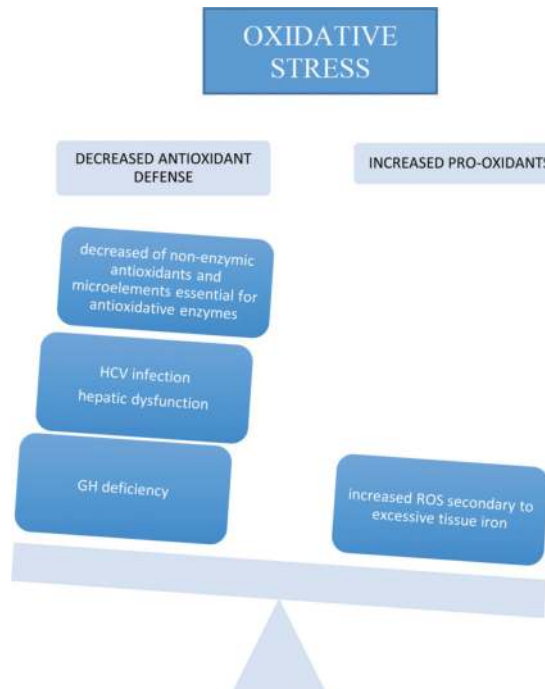 OXIDATIVE
STRESS
DECREASED ANTIOXIDANT
DEFENSE
INCREASED PRO-OXIDANTS
decreased of non-enzymic
antioxidants and
microelements essential for
antioxidative enzymes
HCV infection
hepatic dysfunction
GH deficiency
increased ROS secondary to
excessive tissue iron